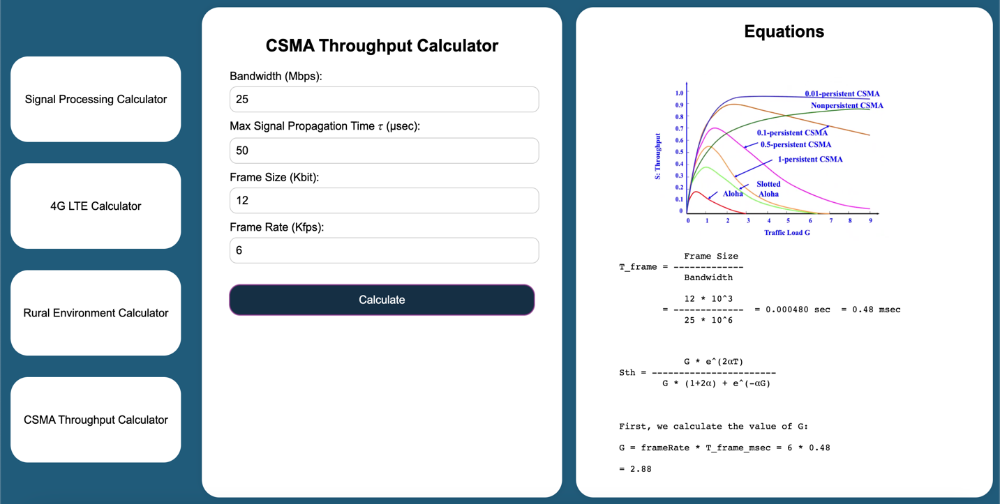 Signal Processing Calculator
4G LTE Calculator
Rural Environment Calculator
CSMA Throughput Calculator
CSMA Throughput Calculator
Bandwidth (Mbps):
25
Max Signal Propagation Time τ (μsec):
50
Frame Size (Kbit):
12
Frame Rate (Kfps):
6
Calculate
Equations
S: Throughput
1.0
0.9
0.8
0.7
0.6
0.5
0.4
0.3
0.2
0.1
0
0.01-persistent CSMA
Nonpersistent CSMA
0.1-persistent CSMA
0.5-persistent CSMA
1-persistent CSMA
Slotted
Aloha
Aloha
0 1 2 3 4 5 6 7 8 9
Traffic Load G
Frame Size
T_frame = -------------
Bandwidth
12 * 10^3
= ------------- = 0.000480 sec = 0.48 msec
25 * 10^6
G * e^(2αT)
Sth = -----------------------
G * (1+2α) + e^(-αG)
First, we calculate the value of G:
G = frameRate * T_frame_msec = 6 * 0.48
= 2.88